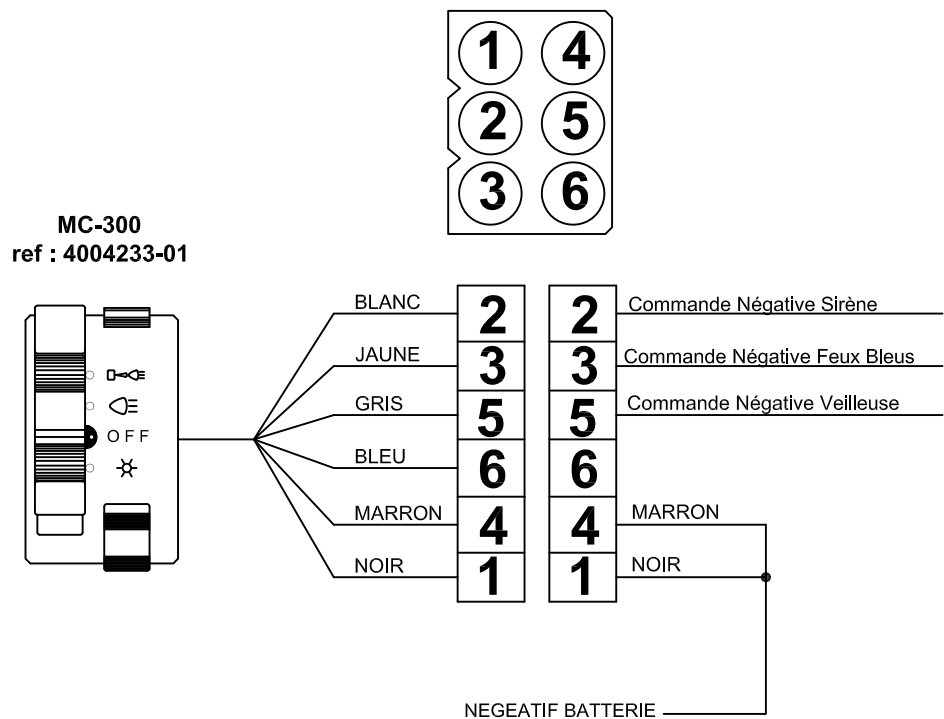 1 4
2 5
3 6
MC-300
ref : 4004233-01
OFF
BLANC 2 2 Commande Négative Sirène
JAUNE 3 3 Commande Négative Feux Bleus
GRIS 5 5 Commande Négative Veilleuse
BLEU 6 6
MARRON 4 4 MARRON
NOIR 1 1 NOIR
NEGEATIF BATTERIE